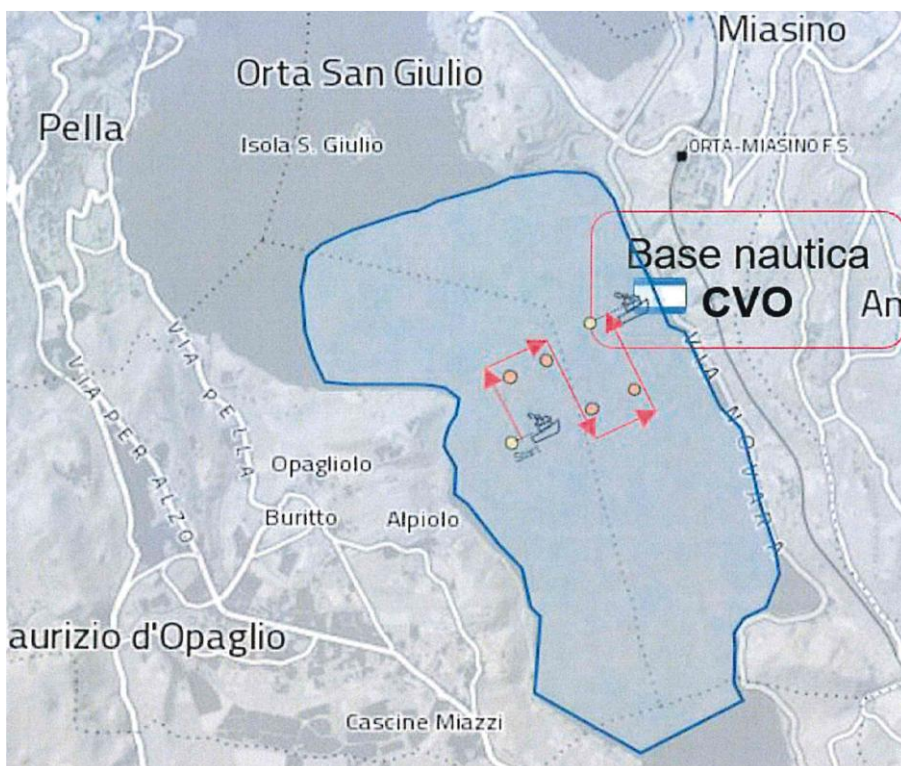 Miasino
Orta San Giulio
Pella
Isola S. Giulio
ORTA-MIASINO F.S.
Base nautica
CVO
An
VIA NOVARA
VIA PELLA
VIA PER ALZO
Start
Opagliolo
Buritto
Alpiolo
aurizio d'Opaglio
Cascine Miazzi